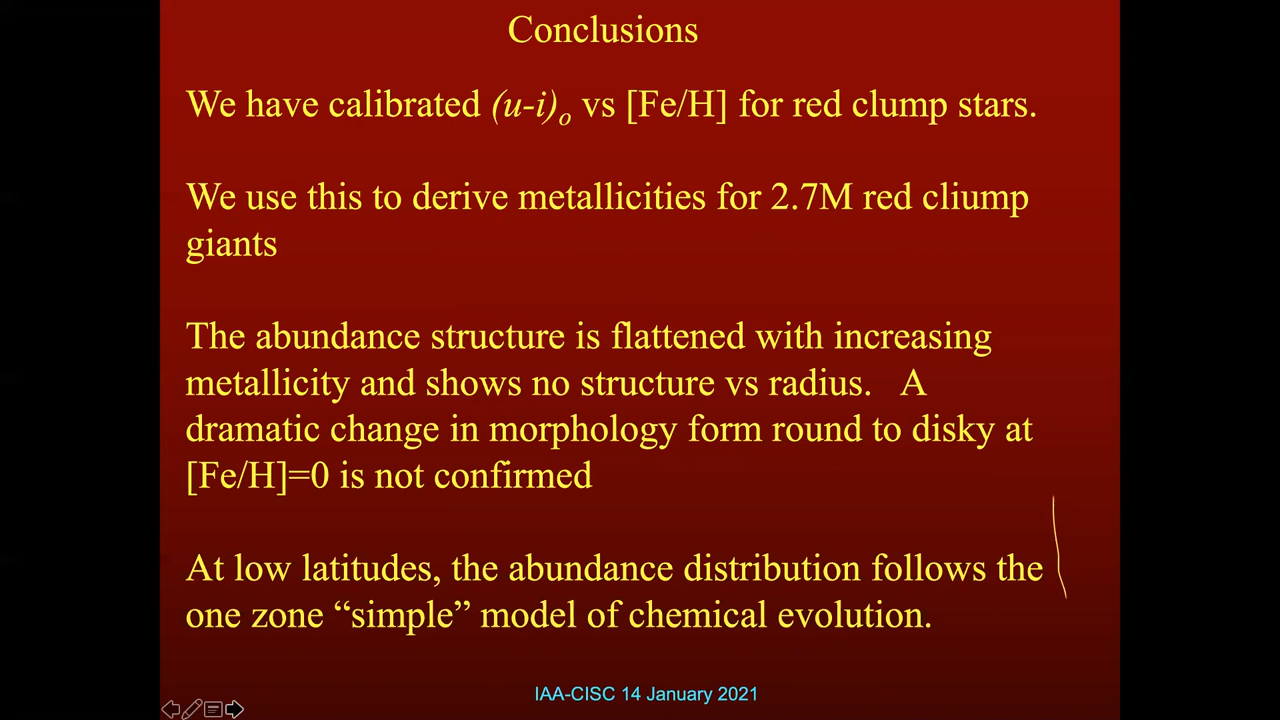 Conclusions
We have calibrated (u-i)o vs [Fe/H] for red clump stars.
We use this to derive metallicities for 2.7M red cliump
giants
The abundance structure is flattened with increasing
metallicity and shows no structure vs radius. A
dramatic change in morphology form round to disky at
[Fe/H]=0 is not confirmed
At low latitudes, the abundance distribution follows the
one zone “simple” model of chemical evolution.
IAA-CISC 14 January 2021